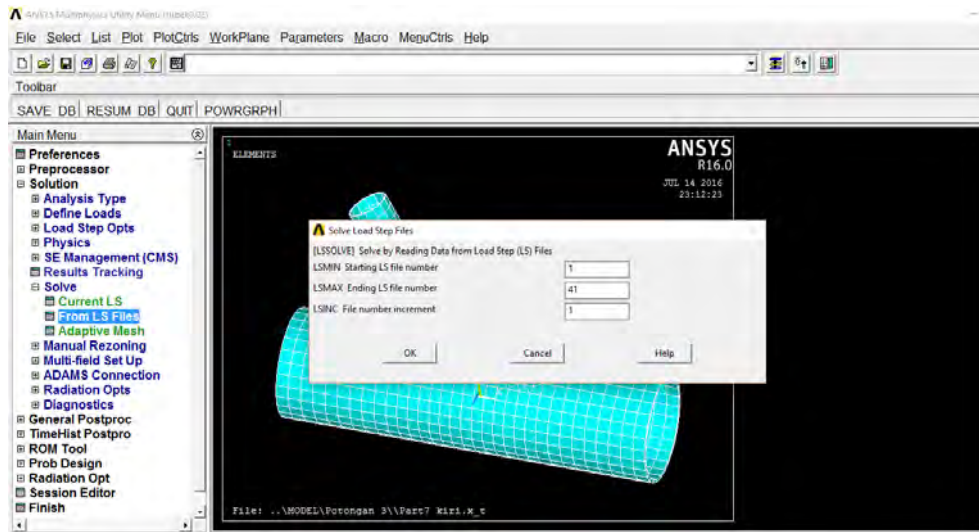 ANSYS Multiphysics Utility Menu
File Select List Plot PlotCtrls WorkPlane Parameters Macro MenuCtrls Help
Toolbar
SAVE_DB RESUM_DB QUIT POWRGRPH
Main Menu
Preferences
Preprocessor
Solution
Analysis Type
Define Loads
Load Step Opts
Physics
SE Management (CMS)
Results Tracking
Solve
Current LS
From LS Files
Adaptive Mesh
Manual Rezoning
Multi-field Set Up
ADAMS Connection
Radiation Opts
Diagnostics
General Postproc
TimeHist Postpro
ROM Tool
Prob Design
Radiation Opt
Session Editor
Finish
1
ELEMENTS
ANSYS
R16.0
JUL 14 2016
23:12:23
Solve Load Step Files
[LSSOLVE] Solve by Reading Data from Load Step (LS) Files
LSMIN Starting LS file number 1
LSMAX Ending LS file number 41
LSINC File number increment 1
OK Cancel Help
File: ..\MODEL\Potongan 3\\Part7 kiri.x_t